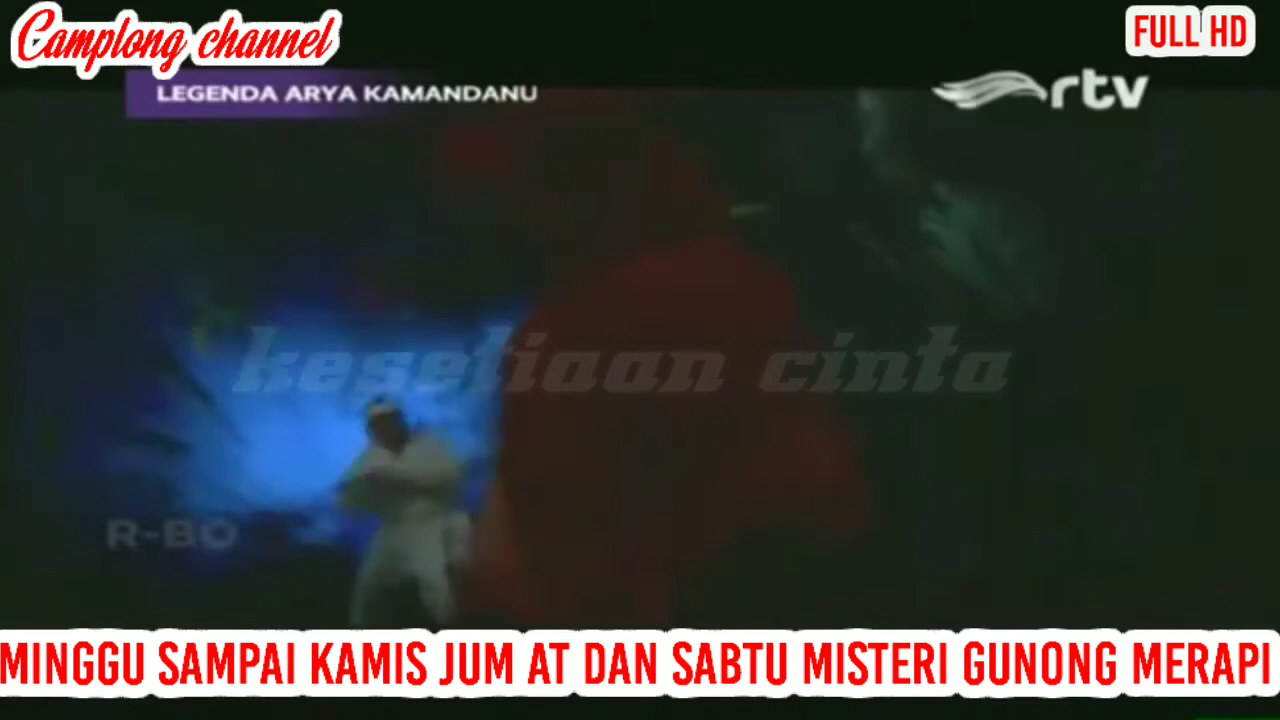 Camplong channel
FULL HD
LEGENDA ARYA KAMANDANU
rtv
kesetiaan cinta
R-BO
MINGGU SAMPAI KAMIS JUM AT DAN SABTU MISTERI GUNONG MERAPI